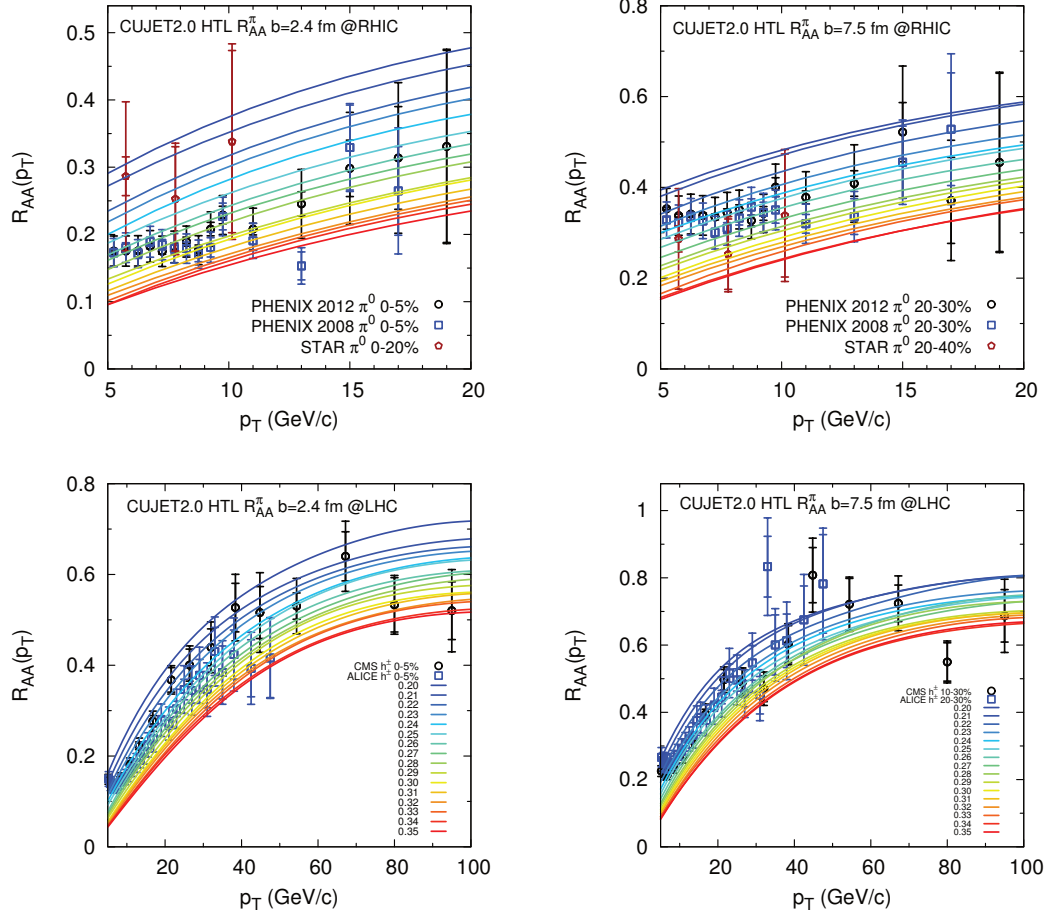 CUJET2.0 HTL R_AA^π b=2.4 fm @RHIC
R_AA(p_T)
0.5
0.4
0.3
0.2
0.1
0
PHENIX 2012 π⁰ 0-5%
PHENIX 2008 π⁰ 0-5%
STAR π⁰ 0-20%
5 10 15 20
p_T (GeV/c)
CUJET2.0 HTL R_AA^π b=7.5 fm @RHIC
R_AA(p_T)
0.8
0.6
0.4
0.2
0
PHENIX 2012 π⁰ 20-30%
PHENIX 2008 π⁰ 20-30%
STAR π⁰ 20-40%
5 10 15 20
p_T (GeV/c)
CUJET2.0 HTL R_AA^π b=2.4 fm @LHC
R_AA(p_T)
0.8
0.6
0.4
0.2
0
CMS h± 0-5%
ALICE h± 0-5%
0.20
0.21
0.22
0.23
0.24
0.25
0.26
0.27
0.28
0.29
0.30
0.31
0.32
0.33
0.34
0.35
20 40 60 80 100
p_T (GeV/c)
CUJET2.0 HTL R_AA^π b=7.5 fm @LHC
R_AA(p_T)
1
0.8
0.6
0.4
0.2
0
CMS h± 10-30%
ALICE h± 20-30%
0.20
0.21
0.22
0.23
0.24
0.25
0.26
0.27
0.28
0.29
0.30
0.31
0.32
0.33
0.34
0.35
20 40 60 80 100
p_T (GeV/c)